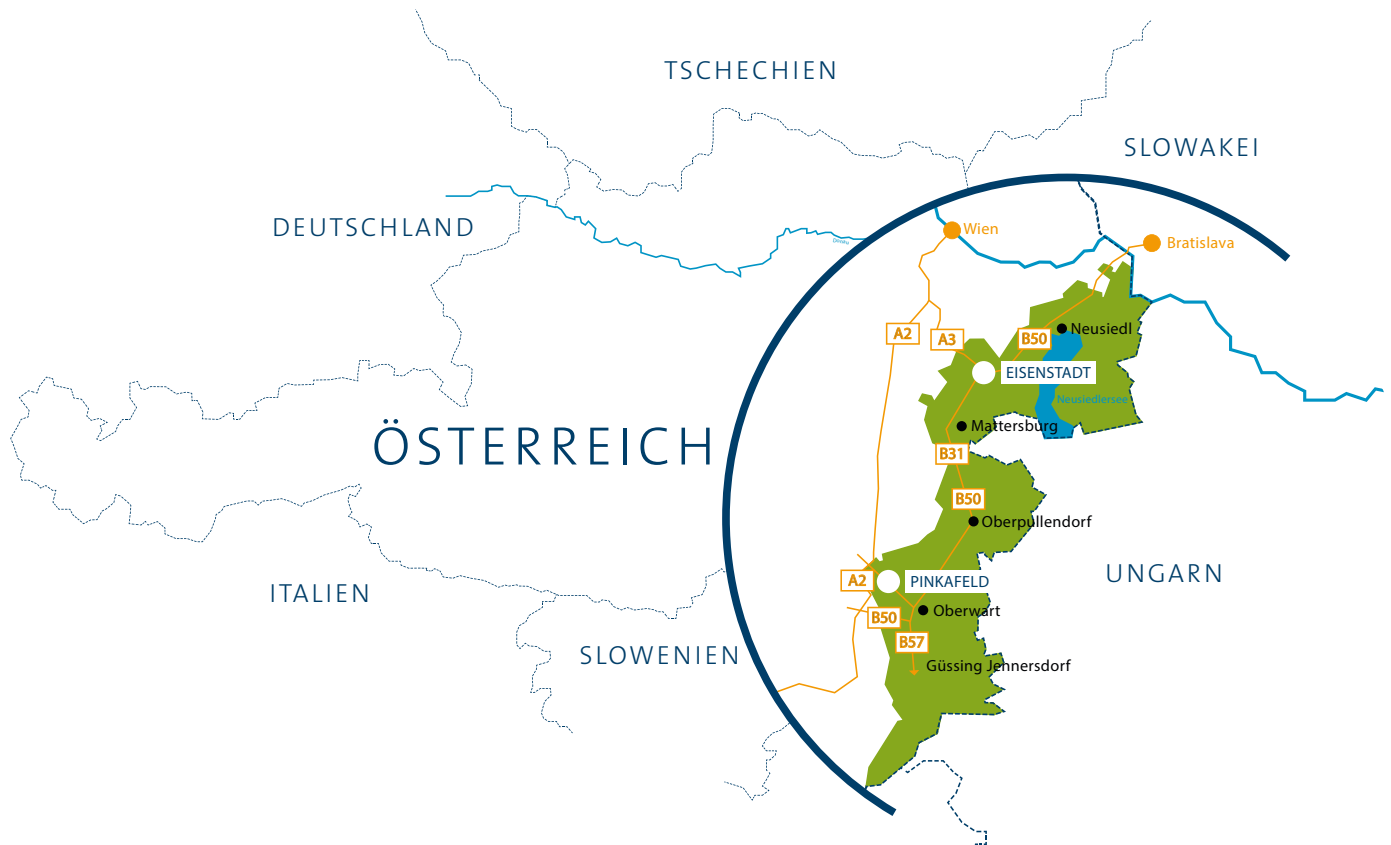 TSCHECHIEN
SLOWAKEI
DEUTSCHLAND
Donau
Wien
Bratislava
A2
A3
B50
Neusiedl
EISENSTADT
Neusiedlersee
ÖSTERREICH
Mattersburg
B31
B50
Oberpullendorf
A2
PINKAFELD
UNGARN
ITALIEN
B50
Oberwart
B57
SLOWENIEN
Güssing Jennersdorf